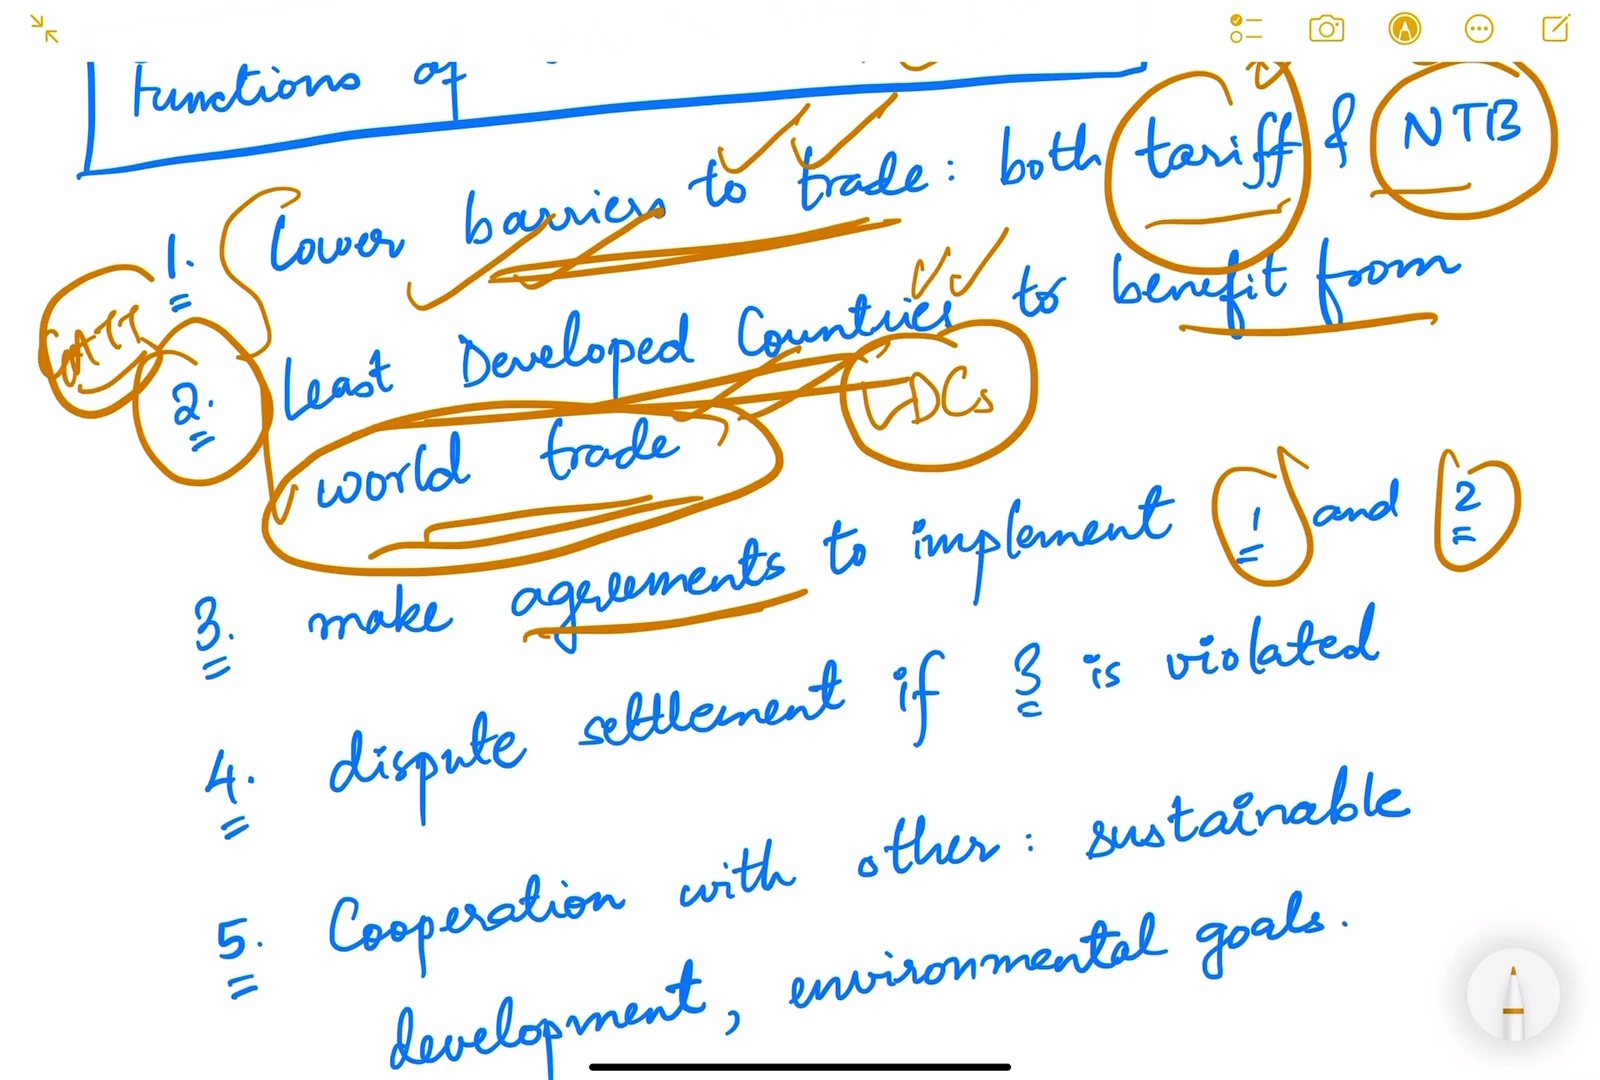 Functions of
1. Lower barriers to trade: both tariff & NTB
GATT
2. Least Developed Countries to benefit from
world trade
LDCs
3. make agreements to implement 1 and 2
4. dispute settlement if 3 is violated
5. Cooperation with other: sustainable
development, environmental goals.